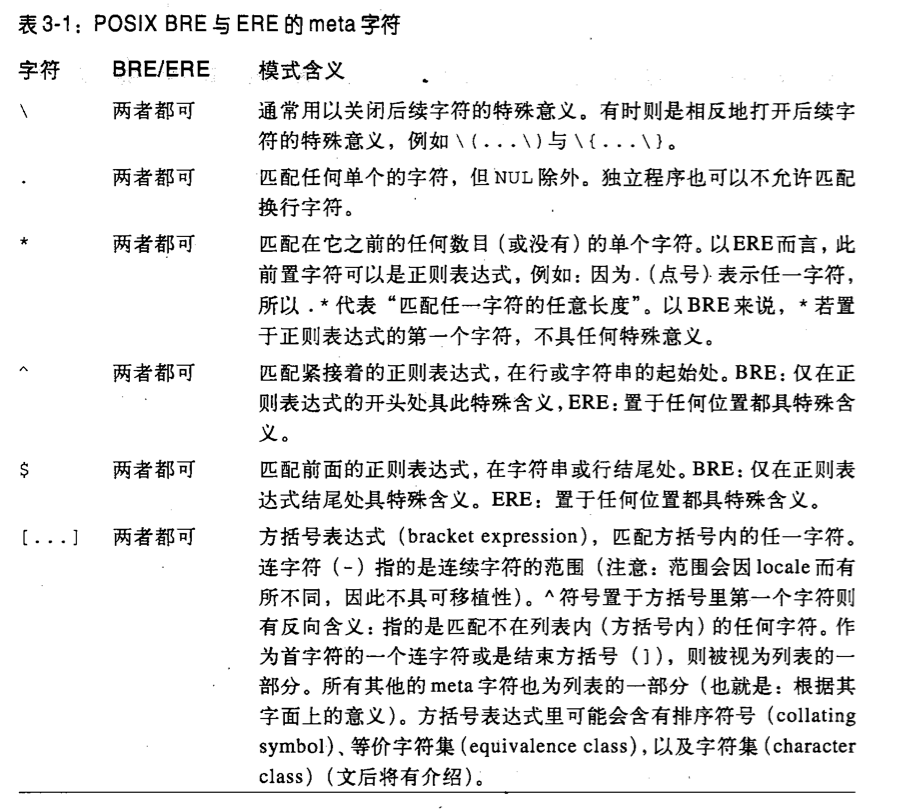 表3-1：POSIX BRE 与 ERE 的 meta 字符
字符 BRE/ERE 模式含义
\ 两者都可 通常用以关闭后续字符的特殊意义。有时则是相反地打开后续字
符的特殊意义，例如 \(...\)与\{...\}。
. 两者都可 匹配任何单个的字符，但 NUL 除外。独立程序也可以不允许匹配
换行字符。
* 两者都可 匹配在它之前的任何数目（或没有）的单个字符。以ERE而言，此
前置字符可以是正则表达式，例如：因为.（点号）表示任一字符，
所以 .* 代表“匹配任一字符的任意长度”。以 BRE 来说，* 若置
于正则表达式的第一个字符，不具任何特殊意义。
^ 两者都可 匹配紧接着的正则表达式，在行或字符串的起始处。BRE：仅在正
则表达式的开头处具此特殊含义，ERE：置于任何位置都具特殊含
义。
$ 两者都可 匹配前面的正则表达式，在字符串或行结尾处。BRE：仅在正则表
达式结尾处具特殊含义。ERE：置于任何位置都具特殊含义。
[...] 两者都可 方括号表达式（bracket expression），匹配方括号内的任一字符。
连字符（-）指的是连续字符的范围（注意：范围会因 locale 而有
所不同，因此不具可移植性）。^ 符号置于方括号里第一个字符则
有反向含义：指的是匹配不在列表内（方括号内）的任何字符。作
为首字符的一个连字符或是结束方括号（]），则被视为列表的一
部分。所有其他的 meta 字符也为列表的一部分（也就是：根据其
字面上的意义）。方括号表达式里可能会含有排序符号（collating
symbol）、等价字符集（equivalence class），以及字符集（character
class）（文后将有介绍）。